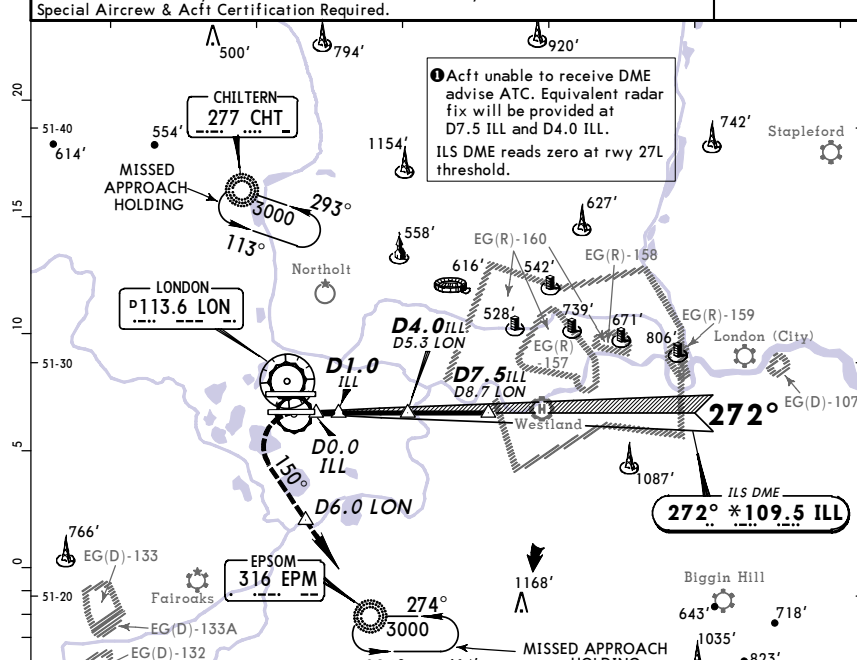 Special Aircrew & Acft Certification Required.
500'
794'
920'
❶Acft unable to receive DME
advise ATC. Equivalent radar
fix will be provided at
D7.5 ILL and D4.0 ILL.
ILS DME reads zero at rwy 27L
threshold.
20
CHILTERN
277 CHT
51-40
614'
554'
1154'
742'
Stapleford
MISSED
APPROACH
HOLDING
3000
293°
113°
15
627'
558'
EG(R)-160
EG(R)-158
Northolt
616'
542'
LONDON
D113.6 LON
528'
739'
671'
EG(R)-159
806'
London (City)
10
51-30
D4.0 ILL
D5.3 LON
EG(R)
-157
D1.0
ILL
D7.5 ILL
D8.7 LON
EG(D)-107
H
Westland
272°
D0.0
ILL
5
150°
1087'
ILS DME
272° *109.5 ILL
D6.0 LON
766'
EG(D)-133
EPSOM
316 EPM
0
51-20
Fairoaks
1168'
Biggin Hill
274°
3000
643'
718'
EG(D)-133A
EG(D)-132
MISSED APPROACH
HOLDING
1035'
823'